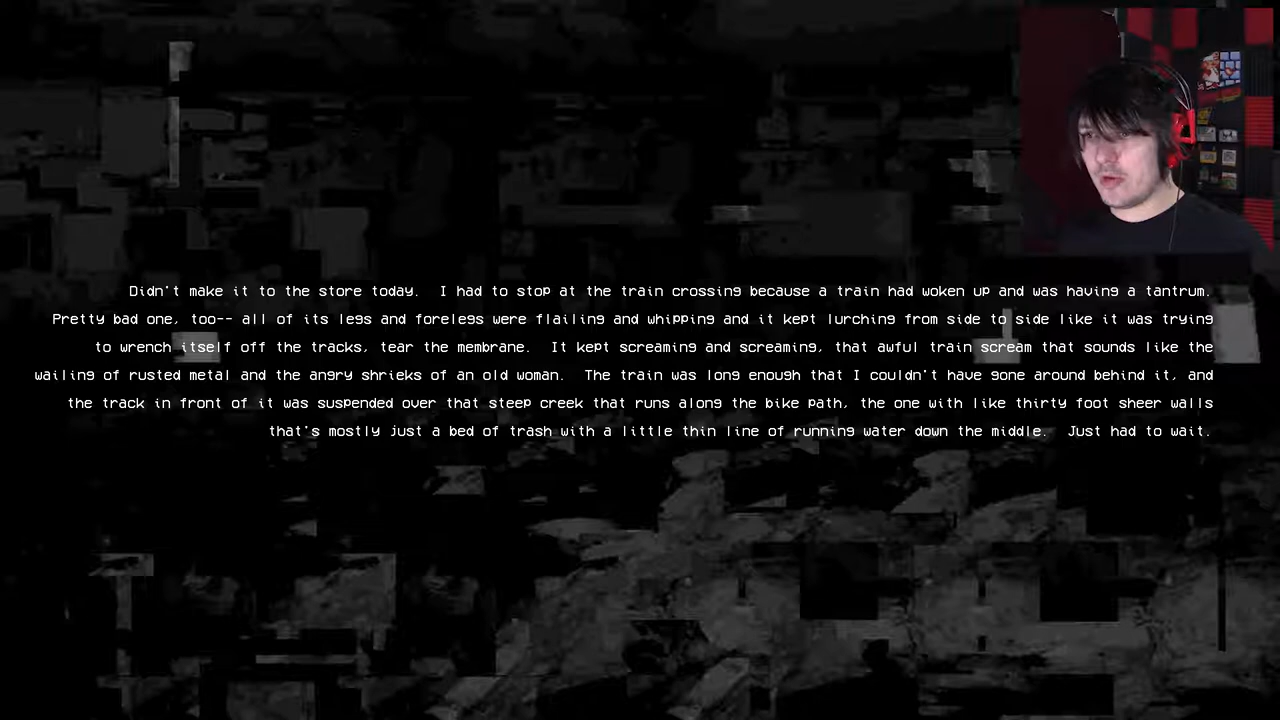 Didn't make it to the store today.  I had to stop at the train crossing because a train had woken up and was having a tantrum.
Pretty bad one, too-- all of its legs and forelegs were flailing and whipping and it kept lurching from side to side like it was trying
to wrench itself off the tracks, tear the membrane.  It kept screaming and screaming, that awful train scream that sounds like the
wailing of rusted metal and the angry shrieks of an old woman.  The train was long enough that I couldn't have gone around behind it, and
the track in front of it was suspended over that steep creek that runs along the bike path, the one with like thirty foot sheer walls
that's mostly just a bed of trash with a little thin line of running water down the middle.  Just had to wait.